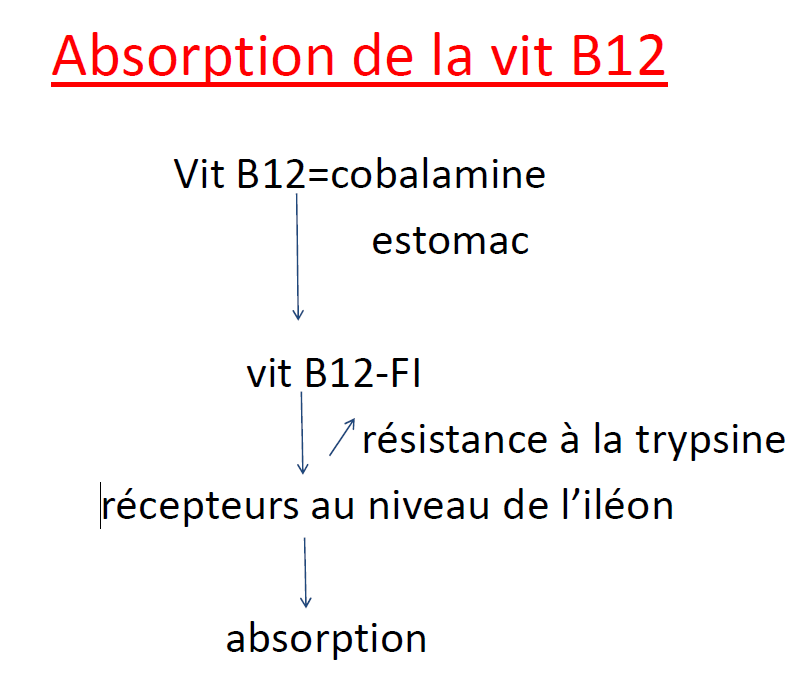 Absorption de la vit B12
Vit B12=cobalamine
estomac
vit B12-FI
résistance à la trypsine
récepteurs au niveau de l’iléon
absorption